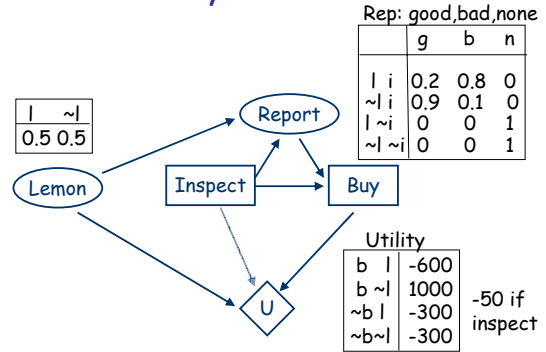 Rep: good,bad,none
g b n
l i 0.2 0.8 0
~l i 0.9 0.1 0
l ~i 0 0 1
~l ~i 0 0 1
l ~l
0.5 0.5
Report
Lemon
Inspect
Buy
U
Utility
b l -600
b ~l 1000
~b l -300
~b~l -300
-50 if
inspect